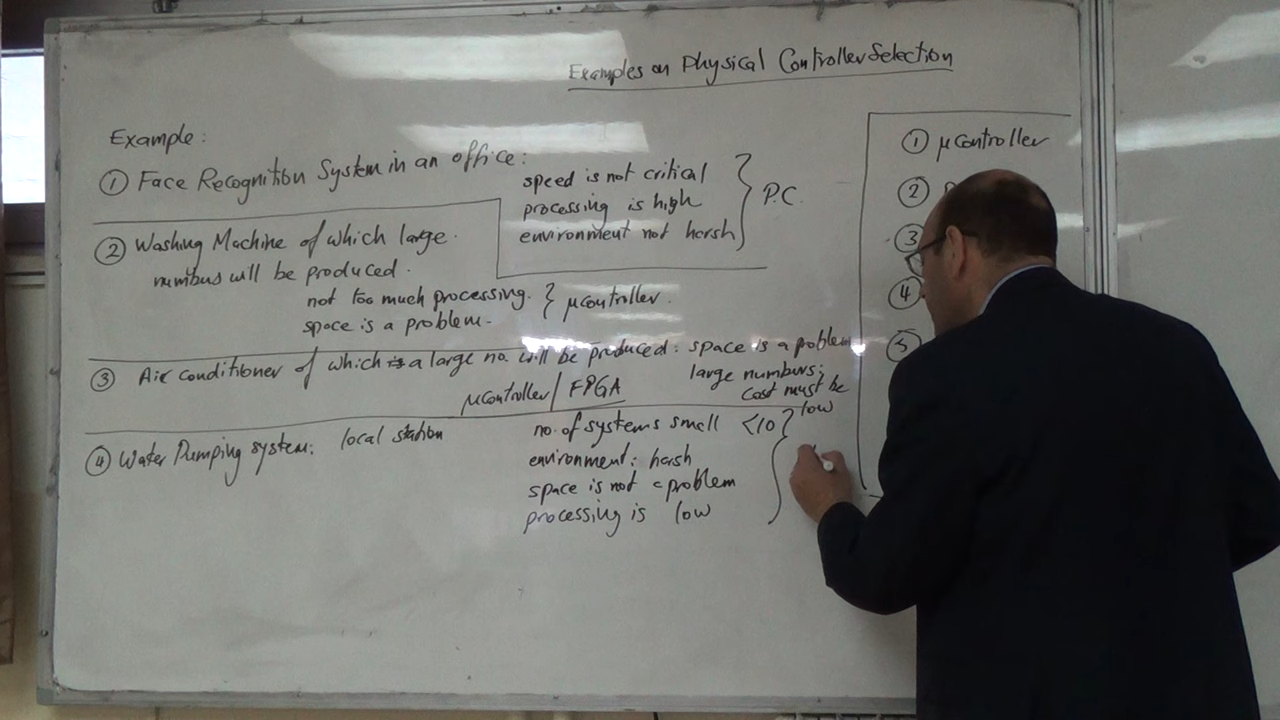 Examples on Physical Controller Selection
Example:
① Face Recognition System in an office:
speed is not critical
processing is high
environment not harsh
} P.C.
② Washing Machine of which large
numbers will be produced.
not too much processing.
space is a problem.
} μcontroller.
③ Air conditioner of which is a large no. will be produced: space is a problem
large numbers;
cost must be
low
μcontroller/FPGA
④ Water Pumping system: local station
no. of systems small <10
environment: harsh
space is not a problem
processing is low
① μcontroller
②
③
④
⑤